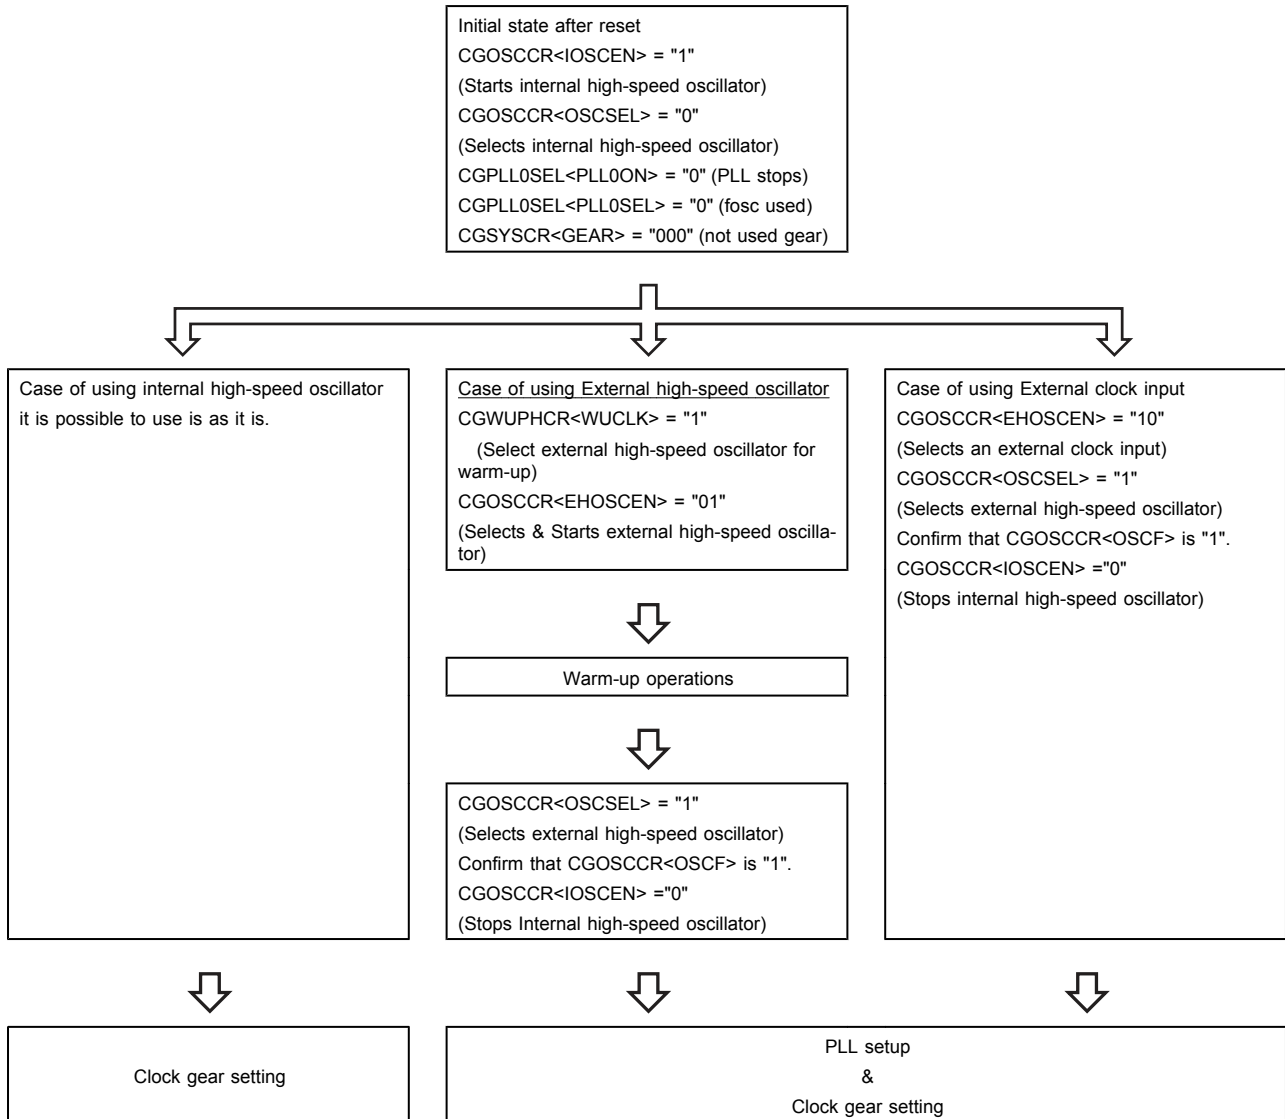 Initial state after reset
CGOSCCR<IOSCEN> = "1"
(Starts internal high-speed oscillator)
CGOSCCR<OSCSEL> = "0"
(Selects internal high-speed oscillator)
CGPLL0SEL<PLL0ON> = "0" (PLL stops)
CGPLL0SEL<PLL0SEL> = "0" (fosc used)
CGSYSCR<GEAR> = "000" (not used gear)
Case of using internal high-speed oscillator
it is possible to use is as it is.
Case of using External high-speed oscillator
CGWUPHCR<WUCLK> = "1"
(Select external high-speed oscillator for
warm-up)
CGOSCCR<EHOSCEN> = "01"
(Selects & Starts external high-speed oscilla-
tor)
Warm-up operations
CGOSCCR<OSCSEL> = "1"
(Selects external high-speed oscillator)
Confirm that CGOSCCR<OSCF> is "1".
CGOSCCR<IOSCEN> ="0"
(Stops Internal high-speed oscillator)
Case of using External clock input
CGOSCCR<EHOSCEN> = "10"
(Selects an external clock input)
CGOSCCR<OSCSEL> = "1"
(Selects external high-speed oscillator)
Confirm that CGOSCCR<OSCF> is "1".
CGOSCCR<IOSCEN> ="0"
(Stops internal high-speed oscillator)
Clock gear setting
PLL setup
&
Clock gear setting